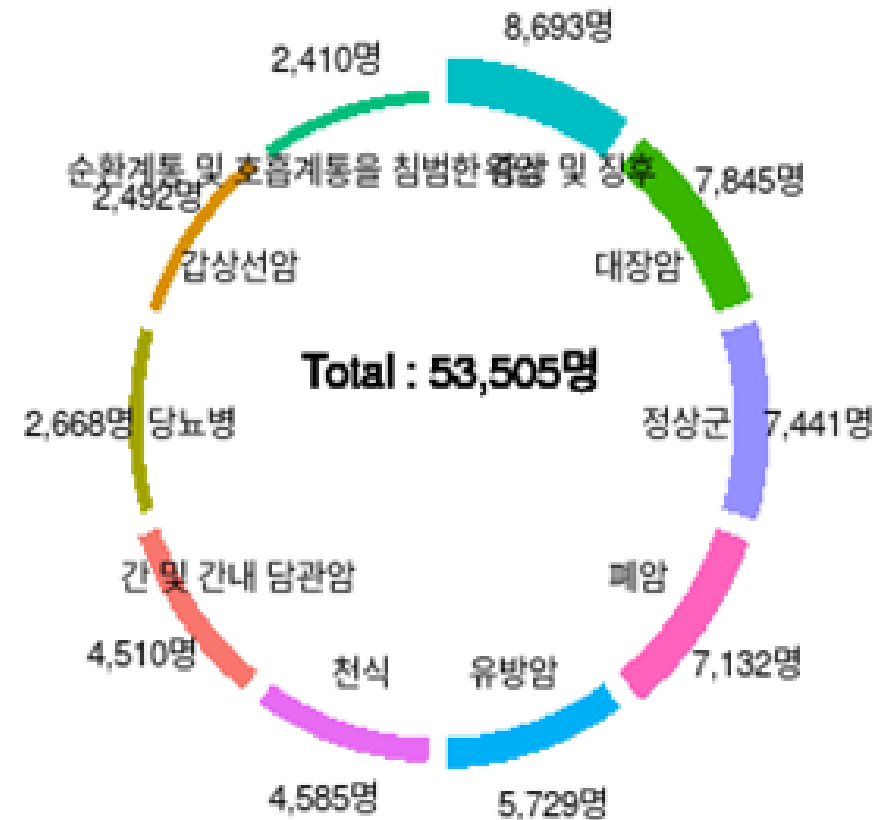 8,693명
2,410명
순환계통 및 호흡계통을 침범한 증상 및 징후
위암
2,492명
7,845명
갑상선암
대장암
Total : 53,505명
2,668명
당뇨병
정상군
7,441명
간 및 간내 담관암
폐암
4,510명
천식
유방암
7,132명
4,585명
5,729명